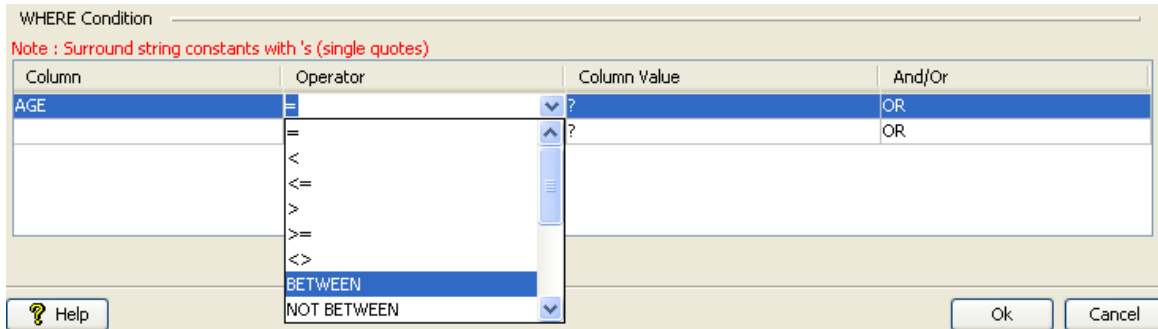 WHERE Condition
Note : Surround string constants with 's (single quotes)
Column Operator Column Value And/Or
AGE = ? OR
= ? OR
<
<=
>
>=
<>
BETWEEN
NOT BETWEEN
Help Ok Cancel